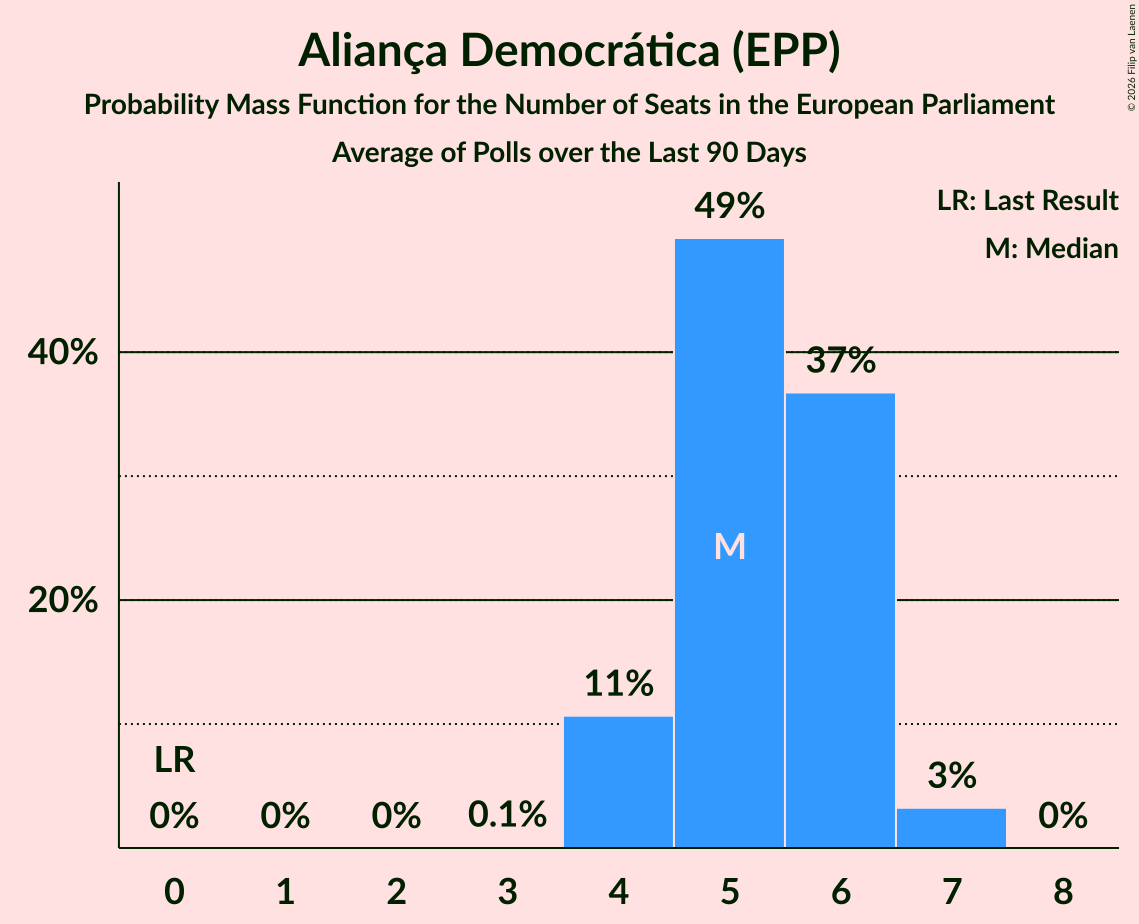 Aliança Democrática (EPP)
Probability Mass Function for the Number of Seats in the European Parliament
Average of Polls over the Last 90 Days
© 2026 Filip van Laenen
LR: Last Result
M: Median
49%
40%
37%
M
20%
11%
LR
3%
0% 0% 0% 0.1% 0%
0 1 2 3 4 5 6 7 8